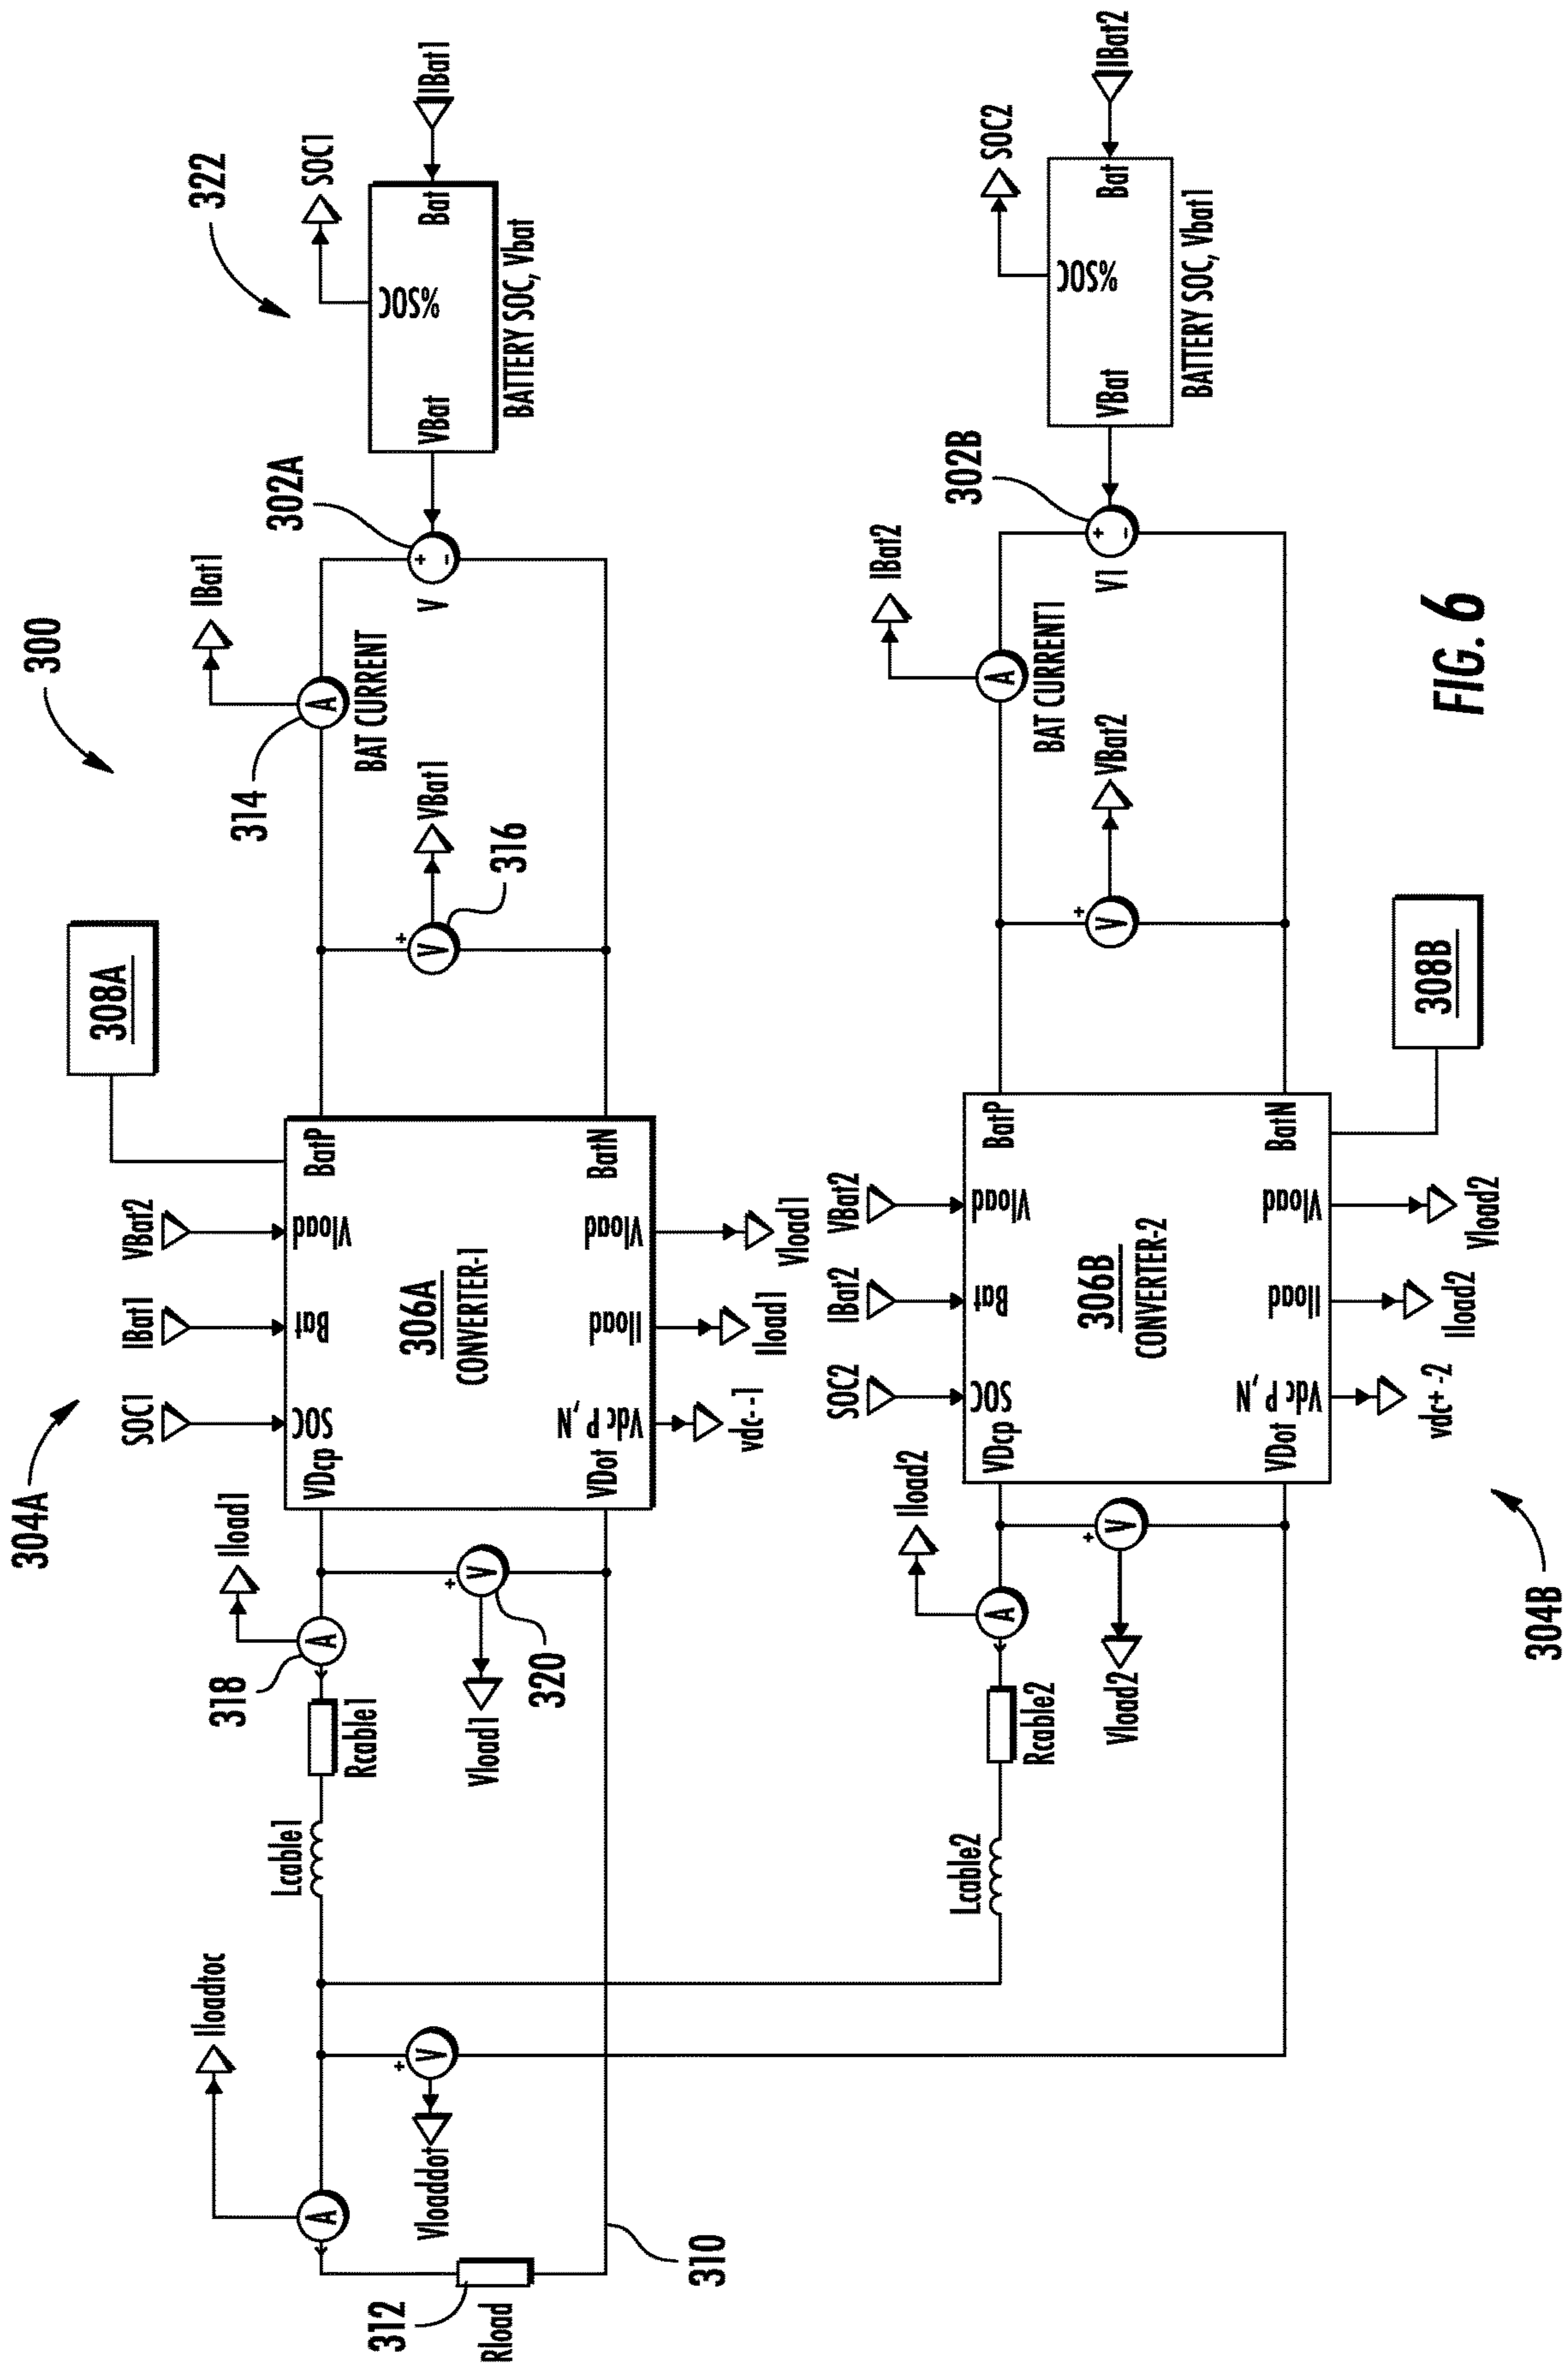 304A
300
308A
SOC1
IBat1
VBat2
322
Iloadtoc
Iload1
IBat1
318
314
Lcable1
302A
SOC1
VDcp
SOC
Bat
Vload
BatP
Rcable1
BAT CURRENT
%SOC
312
Vloaddot
306A
CONVERTER-1
VBat1
V
VBat
Bat
IBat1
Rload
Vload1
316
BATTERY SOC, Vbat
320
VDot
Vdc P, N
Iload
Vload
BatN
310
vdc--1
Iload1
Vload1
SOC2
IBat2
VBat2
Iload2
IBat2
Lcable2
302B
SOC2
VDcp
SOC
Bat
Vload
BatP
Rcable2
BAT CURRENT1
%SOC
Vload2
306B
CONVERTER-2
VBat2
V1
VBat
Bat
IBat2
BATTERY SOC, Vbat1
VDot
Vdc P, N
Iload
Vload
BatN
308B
vdc+-2
Iload2
Vload2
304B
FIG. 6
A
V
A
V
V
A
A
V
V
A